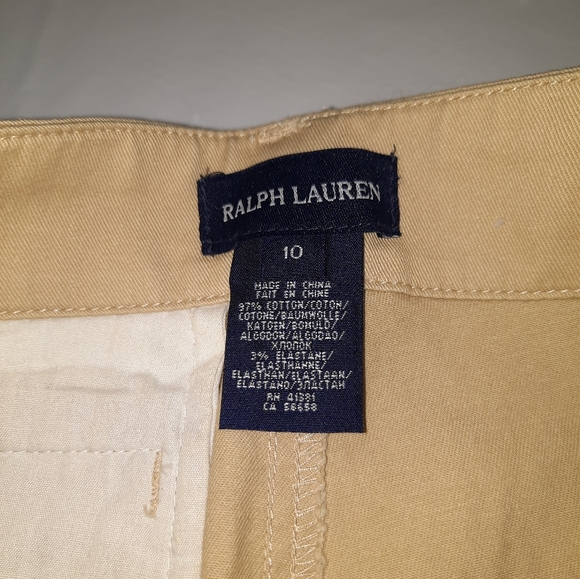 RALPH LAUREN
10
MADE IN CHINA
FAIT EN CHINE
97% COTTON/COTON/
COTONE/BAUMWOLLE/
KATOEN/BOMULD/
ALGODON/ALGODAO/
ХЛОПОК
3% ELASTANE/
ELASTHANNE/
ELASTHAN/ELASTAAN/
ELASTANO/ЭЛАСТАН
RN 41381
CA 56658